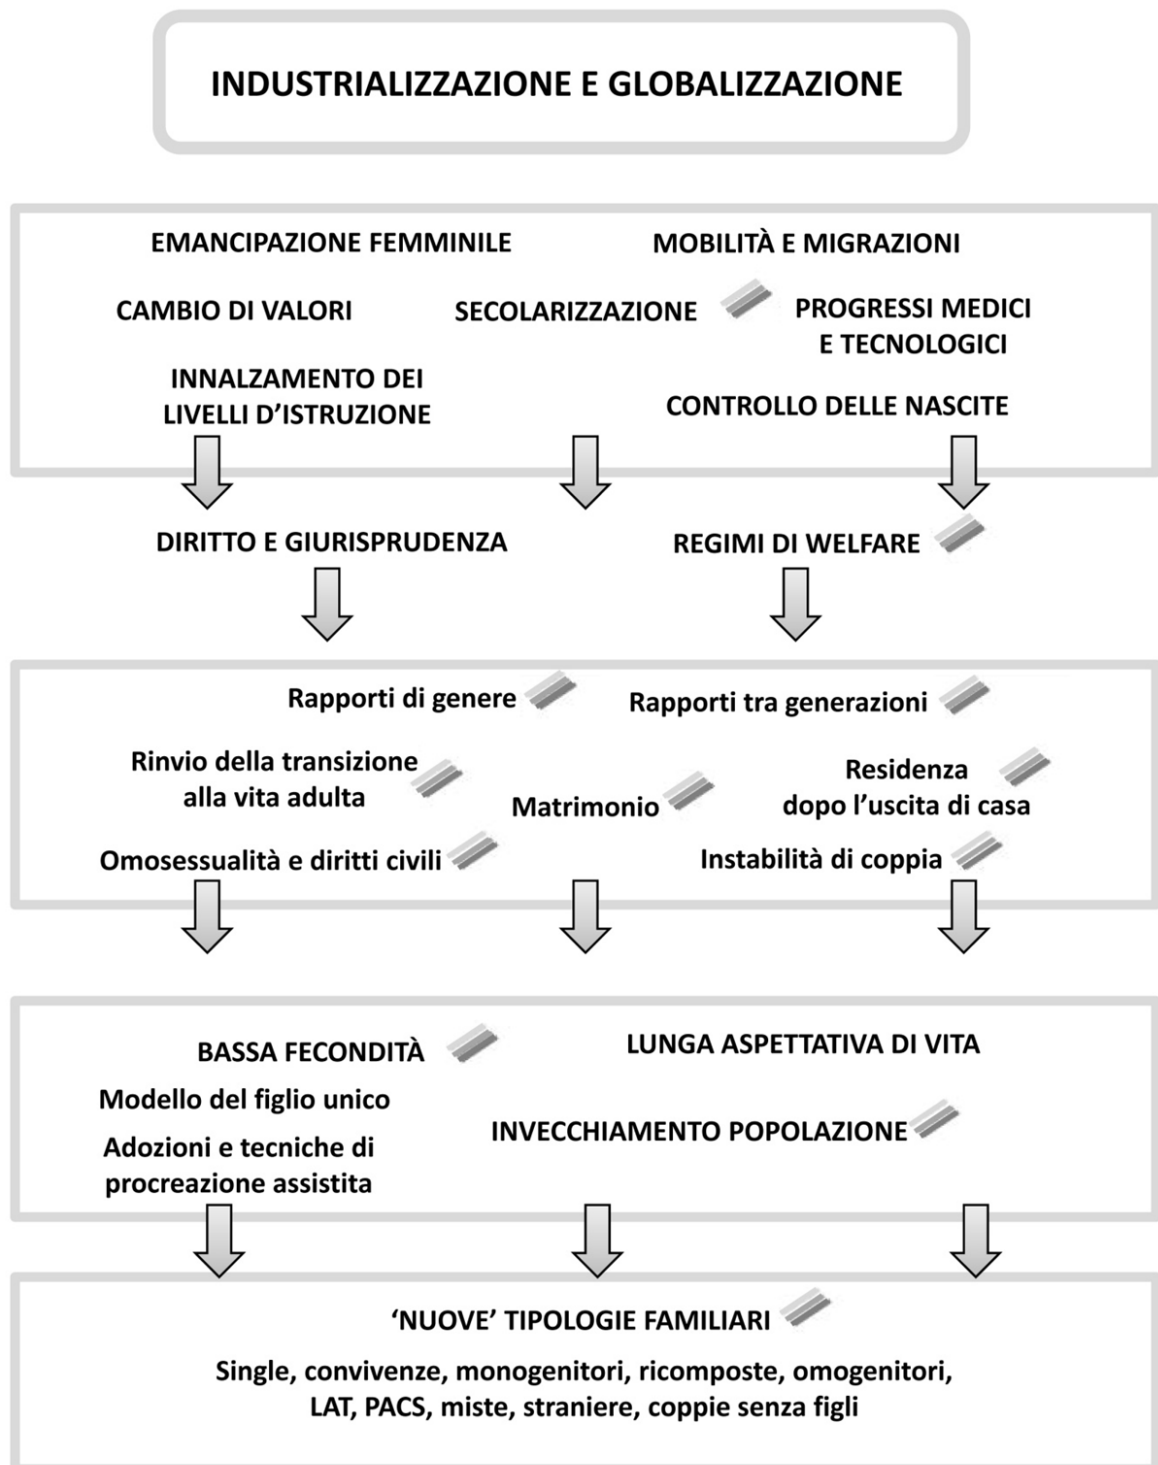 INDUSTRIALIZZAZIONE E GLOBALIZZAZIONE
EMANCIPAZIONE FEMMINILE
MOBILITÀ E MIGRAZIONI
CAMBIO DI VALORI
SECOLARIZZAZIONE
PROGRESSI MEDICI
E TECNOLOGICI
INNALZAMENTO DEI
LIVELLI D’ISTRUZIONE
CONTROLLO DELLE NASCITE
DIRITTO E GIURISPRUDENZA
REGIMI DI WELFARE
Rapporti di genere
Rapporti tra generazioni
Rinvio della transizione
alla vita adulta
Matrimonio
Residenza
dopo l’uscita di casa
Omosessualità e diritti civili
Instabilità di coppia
BASSA FECONDITÀ
LUNGA ASPETTATIVA DI VITA
Modello del figlio unico
INVECCHIAMENTO POPOLAZIONE
Adozioni e tecniche di
procreazione assistita
‘NUOVE’ TIPOLOGIE FAMILIARI
Single, convivenze, monogenitori, ricomposte, omogenitori,
LAT, PACS, miste, straniere, coppie senza figli